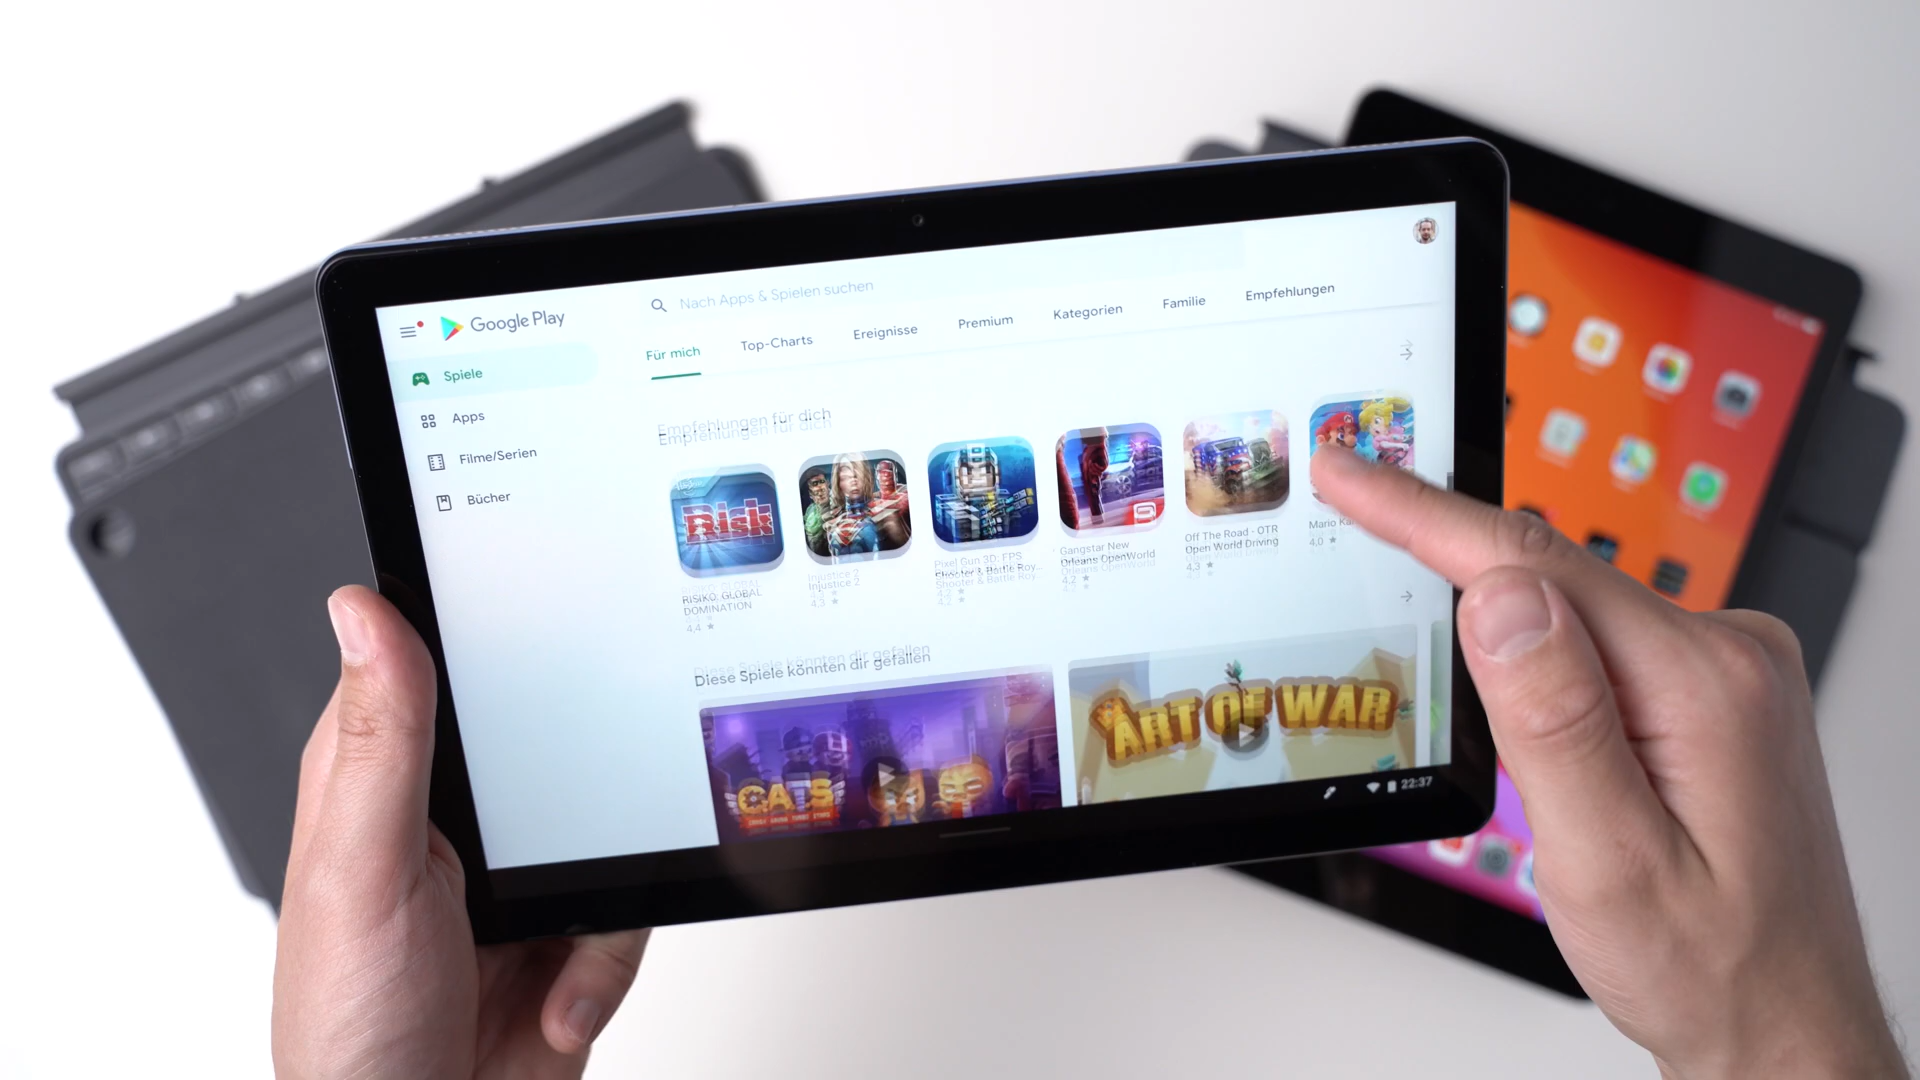 Google Play
Nach Apps & Spielen suchen
Für mich
Top-Charts
Ereignisse
Premium
Kategorien
Familie
Empfehlungen
Spiele
Apps
Filme/Serien
Bücher
Empfehlungen für dich
RISK
RISIKO: GLOBAL
DOMINATION
4,4 ★
Injustice 2
4,3 ★
Pixel Gun 3D: FPS
Shooter & Battle Roy...
4,2 ★
Gangstar New
Orleans OpenWorld
4,2 ★
Off The Road - OTR
Open World Driving
4,3 ★
Mario
4,0 ★
Diese Spiele könnten dir gefallen
CATS
ART OF WAR
22:37